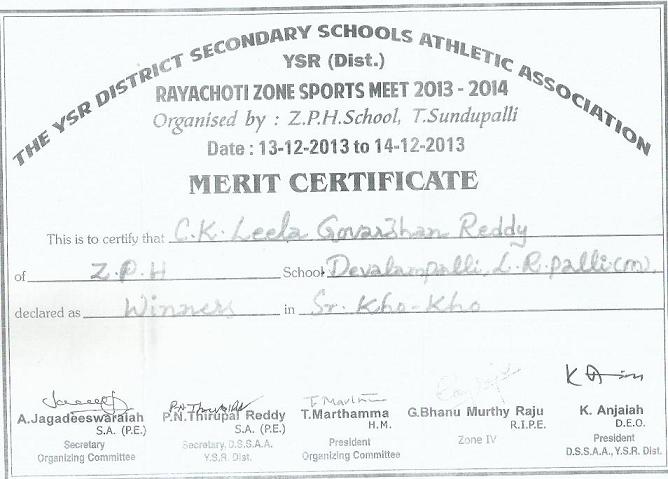 THE YSR DISTRICT SECONDARY SCHOOLS ATHLETIC ASSOCIATION
YSR (Dist.)
RAYACHOTI ZONE SPORTS MEET 2013 - 2014
Organised by : Z.P.H.School, T.Sundupalli
Date : 13-12-2013 to 14-12-2013
MERIT CERTIFICATE
This is to certify that C.K. Leela Govardhan Reddy
of Z.P.H School Devalampalli, L.R.Palli(m),
declared as Winners in Sr. Kho-Kho
P.N.Thirupal T. Martha
A.Jagadeeswaraiah P.N.Thirupal Reddy T.Marthamma G.Bhanu Murthy Raju K. Anjaiah
S.A. (P.E.) S.A. (P.E.) H.M. R.I.P.E. D.E.O.
Secretary Secretary, D.S.S.A.A. President Zone IV President
Organizing Committee Y.S.R. Dist. Organizing Committee D.S.S.A.A., Y.S.R. Dist.